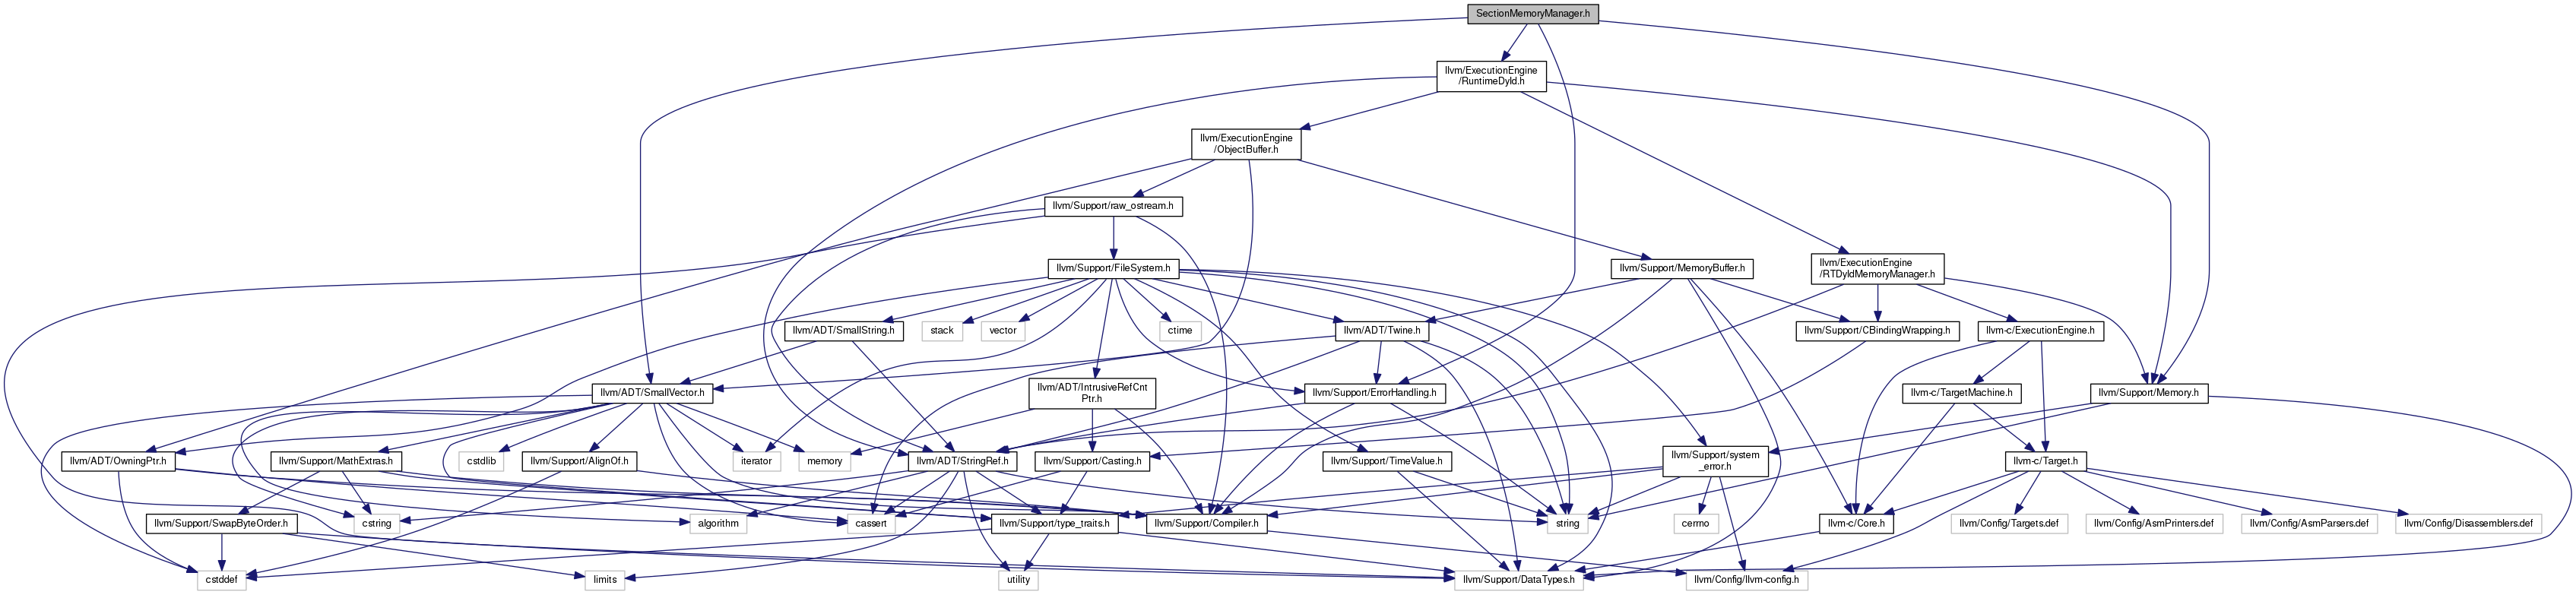 SectionMemoryManager.h
llvm/ExecutionEngine
/RuntimeDyld.h
llvm/ExecutionEngine
/ObjectBuffer.h
llvm/Support/raw_ostream.h
llvm/Support/FileSystem.h
llvm/Support/MemoryBuffer.h
llvm/ExecutionEngine
/RTDyldMemoryManager.h
llvm/ADT/SmallString.h
stack
vector
ctime
llvm/ADT/Twine.h
llvm/Support/CBindingWrapping.h
llvm-c/ExecutionEngine.h
llvm/ADT/SmallVector.h
llvm/ADT/IntrusiveRefCnt
Ptr.h
llvm/Support/ErrorHandling.h
llvm-c/TargetMachine.h
llvm/Support/Memory.h
llvm/ADT/OwningPtr.h
llvm/Support/MathExtras.h
cstdlib
llvm/Support/AlignOf.h
iterator
memory
llvm/ADT/StringRef.h
llvm/Support/Casting.h
llvm/Support/TimeValue.h
llvm/Support/system
_error.h
llvm-c/Target.h
llvm/Support/SwapByteOrder.h
cstring
algorithm
cassert
llvm/Support/type_traits.h
llvm/Support/Compiler.h
string
cerrno
llvm-c/Core.h
llvm/Config/Targets.def
llvm/Config/AsmPrinters.def
llvm/Config/AsmParsers.def
llvm/Config/Disassemblers.def
cstddef
limits
utility
llvm/Support/DataTypes.h
llvm/Config/llvm-config.h